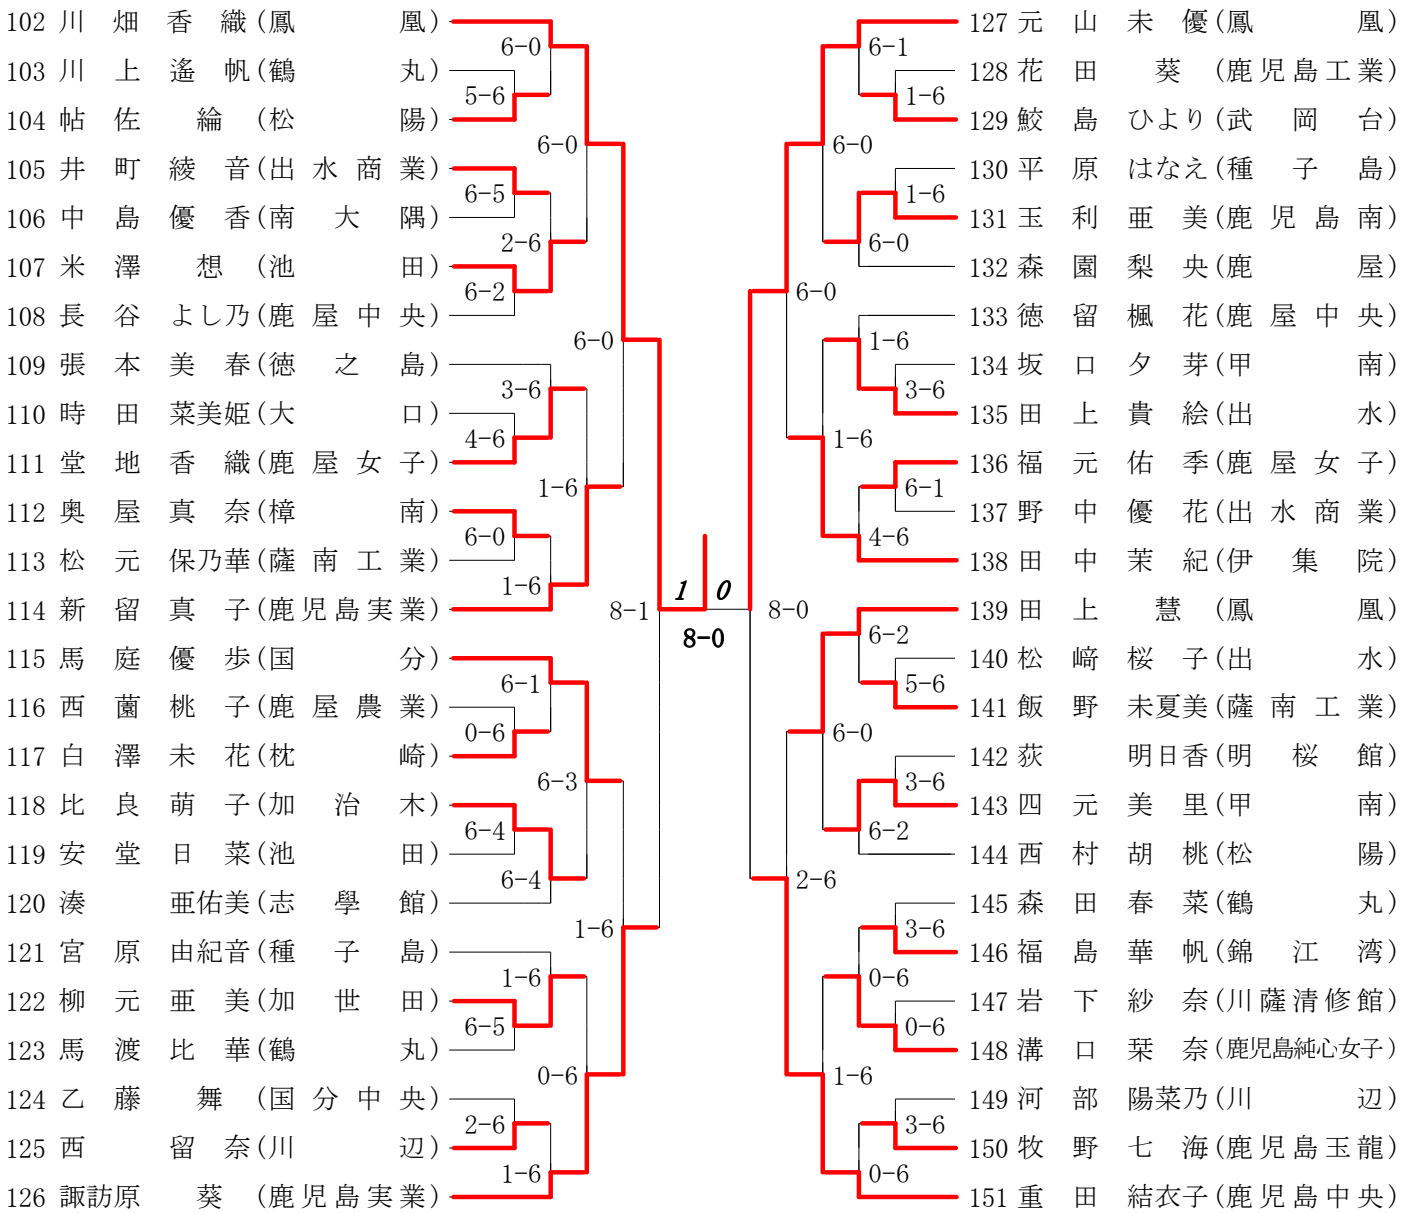 102 川畑 香織 (鳳凰)
6-0
103 川上 遙帆 (鶴丸)
5-6
104 帖佐 綸 (松陽)
6-0
105 井町 綾音 (出水商業)
6-5
106 中島 優香 (南大隅)
2-6
107 米澤 想 (池田)
6-2
108 長谷 よし乃 (鹿屋中央)
6-0
109 張本 美春 (徳之島)
3-6
110 時田 菜美姫 (大口)
4-6
111 堂地 香織 (鹿屋女子)
1-6
112 奥屋 真奈 (樟南)
6-0
113 松元 保乃華 (薩南工業)
1-6
114 新留 真子 (鹿児島実業)
8-1
115 馬庭 優歩 (国分)
6-1
116 西薗 桃子 (鹿屋農業)
0-6
117 白澤 未花 (枕崎)
6-3
118 比良 萌子 (加治木)
6-4
119 安堂 日菜 (池田)
6-4
120 湊 亜佑美 (志學館)
1-6
121 宮原 由紀音 (種子島)
1-6
122 柳元 亜美 (加世田)
6-5
123 馬渡 比華 (鶴丸)
0-6
124 乙藤 舞 (国分中央)
2-6
125 西 留奈 (川辺)
1-6
126 諏訪原 葵 (鹿児島実業)
1 0
8-0
127 元山 未優 (鳳凰)
6-1
128 花田 葵 (鹿児島工業)
1-6
129 鮫島 ひより (武岡台)
6-0
130 平原 はなえ (種子島)
1-6
131 玉利 亜美 (鹿児島南)
6-0
132 森園 梨央 (鹿屋)
6-0
133 徳留 楓花 (鹿屋中央)
1-6
134 坂口 夕芽 (甲南)
3-6
135 田上 貴絵 (出水)
1-6
136 福元 佑季 (鹿屋女子)
6-1
137 野中 優花 (出水商業)
4-6
138 田中 茉紀 (伊集院)
8-0
139 田上 慧 (鳳凰)
6-2
140 松﨑 桜子 (出水)
5-6
141 飯野 未夏美 (薩南工業)
6-0
142 荻 明日香 (明桜館)
3-6
143 四元 美里 (甲南)
6-2
144 西村 胡桃 (松陽)
2-6
145 森田 春菜 (鶴丸)
3-6
146 福島 華帆 (錦江湾)
0-6
147 岩下 紗奈 (川薩清修館)
0-6
148 溝口 栞奈 (鹿児島純心女子)
1-6
149 河部 陽菜乃 (川辺)
3-6
150 牧野 七海 (鹿児島玉龍)
0-6
151 重田 結衣子 (鹿児島中央)